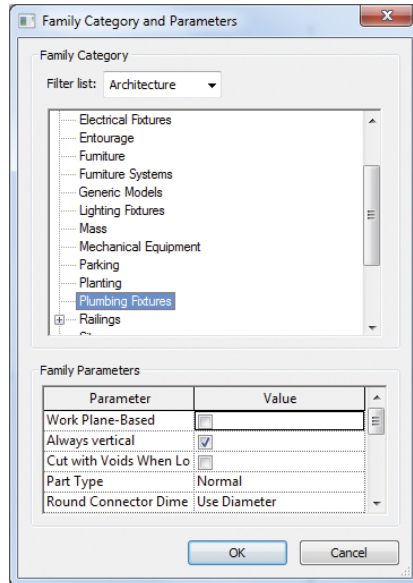 Family Category and Parameters
Family Category
Filter list: Architecture
Electrical Fixtures
Entourage
Furniture
Furniture Systems
Generic Models
Lighting Fixtures
Mass
Mechanical Equipment
Parking
Planting
Plumbing Fixtures
Railings
Family Parameters
Parameter Value
Work Plane-Based
Always vertical
Cut with Voids When Lo
Part Type Normal
Round Connector Dime Use Diameter
OK Cancel